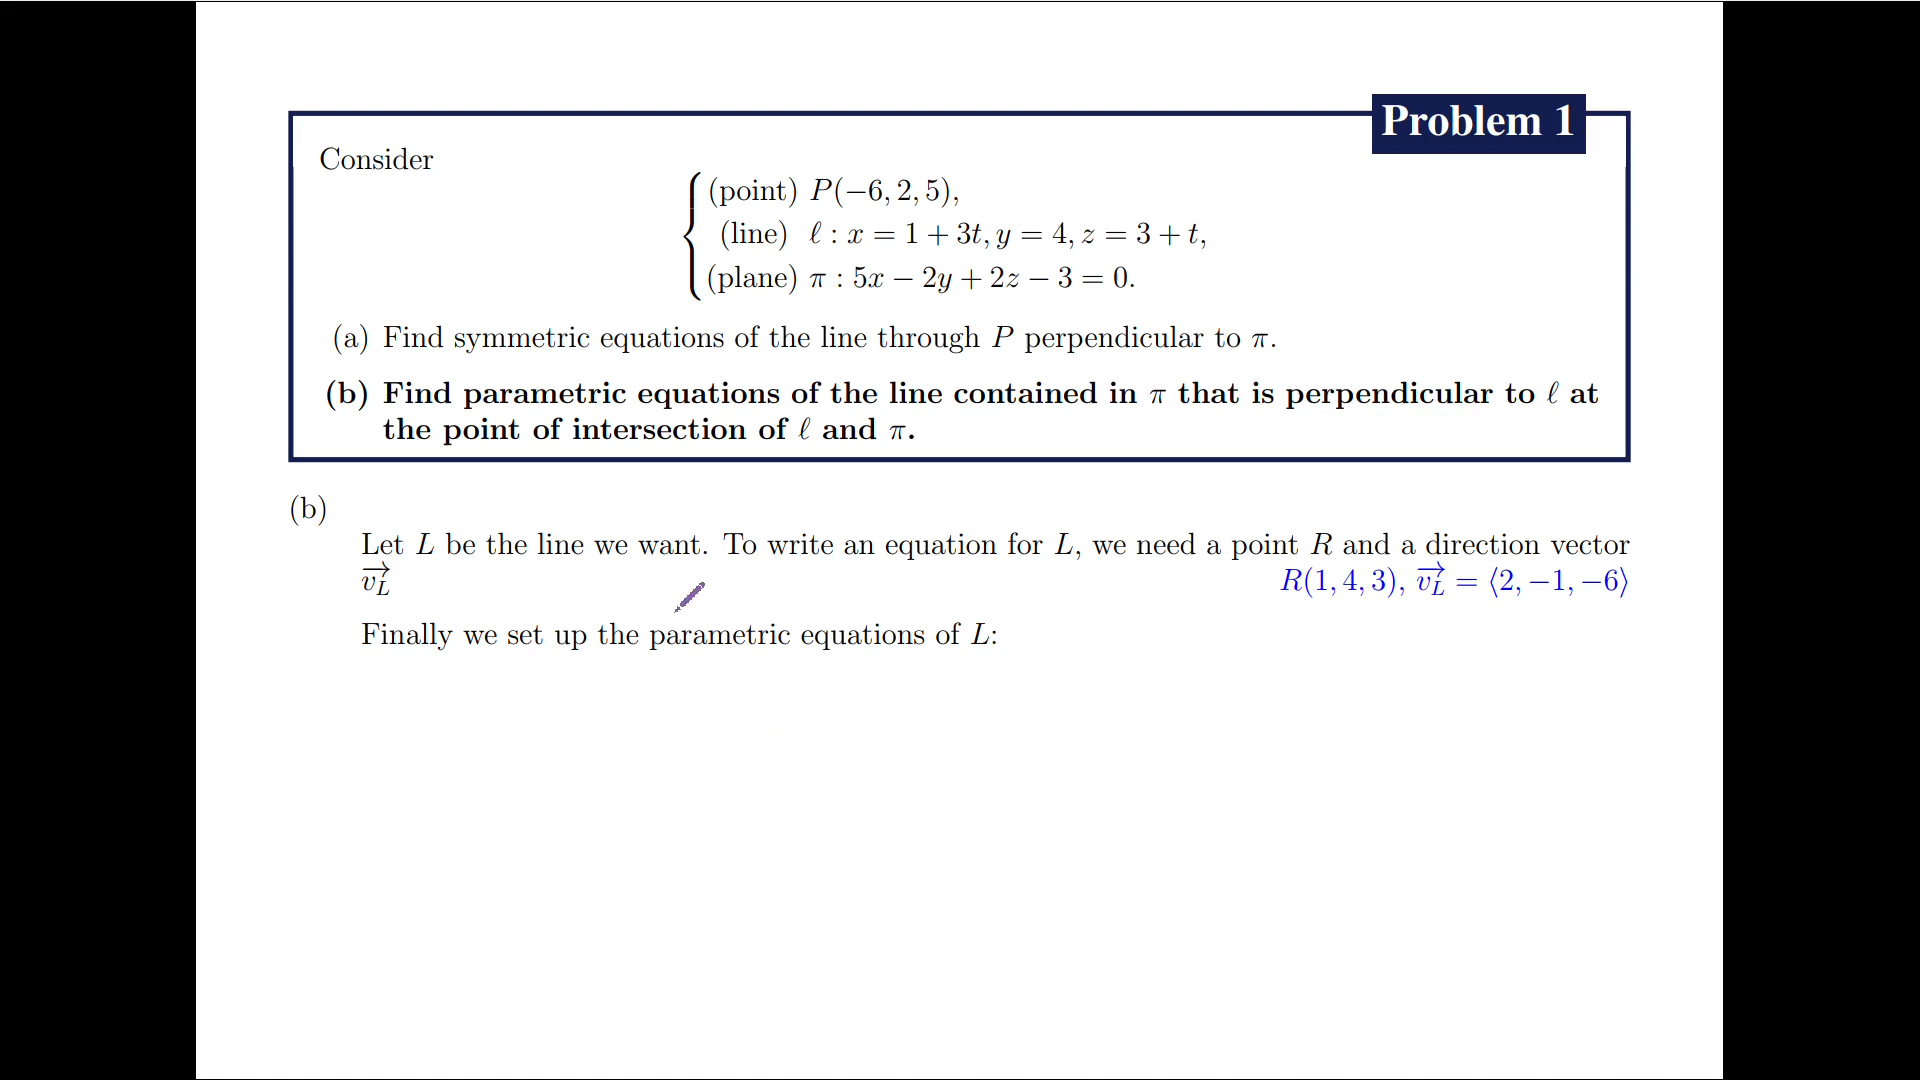 Problem 1
Consider
(point) P(−6, 2, 5),
(line) ℓ : x = 1 + 3t, y = 4, z = 3 + t,
(plane) π : 5x − 2y + 2z − 3 = 0.
(a) Find symmetric equations of the line through P perpendicular to π.
(b) Find parametric equations of the line contained in π that is perpendicular to ℓ at
the point of intersection of ℓ and π.
(b)
Let L be the line we want. To write an equation for L, we need a point R and a direction vector
$\overrightarrow{v_L}$ R(1, 4, 3), $\overrightarrow{v_L}$ = ⟨2, −1, −6⟩
Finally we set up the parametric equations of L: